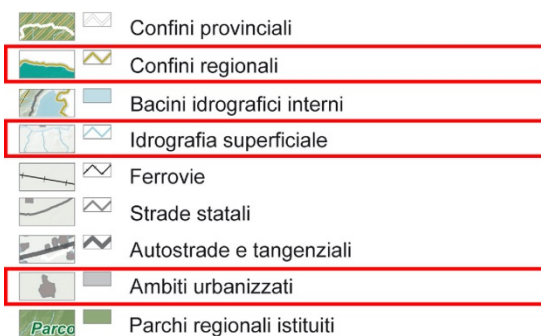 Confini provinciali
Confini regionali
Bacini idrografici interni
Idrografia superficiale
Ferrovie
Strade statali
Autostrade e tangenziali
Ambiti urbanizzati
Parco Parchi regionali istituiti